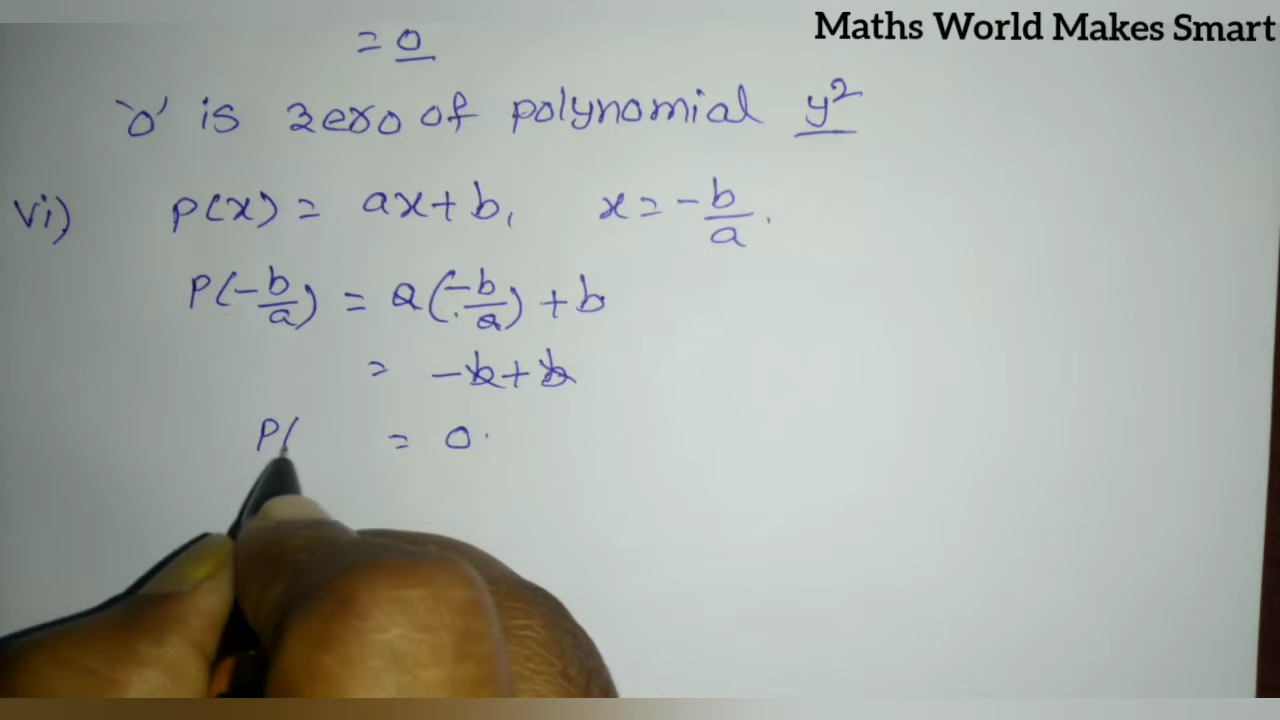 Maths World Makes Smart
= 0
'0' is zero of polynomial y²
vi) P(x) = ax + b, x = -b/a.
P(-b/a) = a(-b/a) + b
= -b + b
P( = 0.